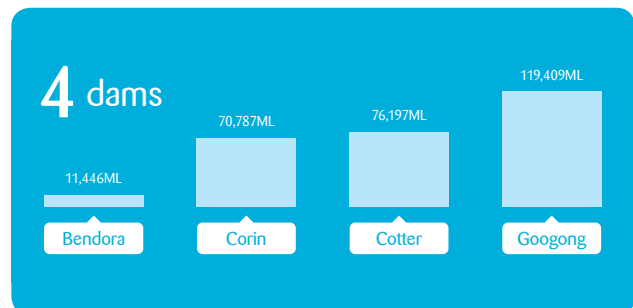 4 dams
11,446ML
70,787ML
76,197ML
119,409ML
Bendora
Corin
Cotter
Googong